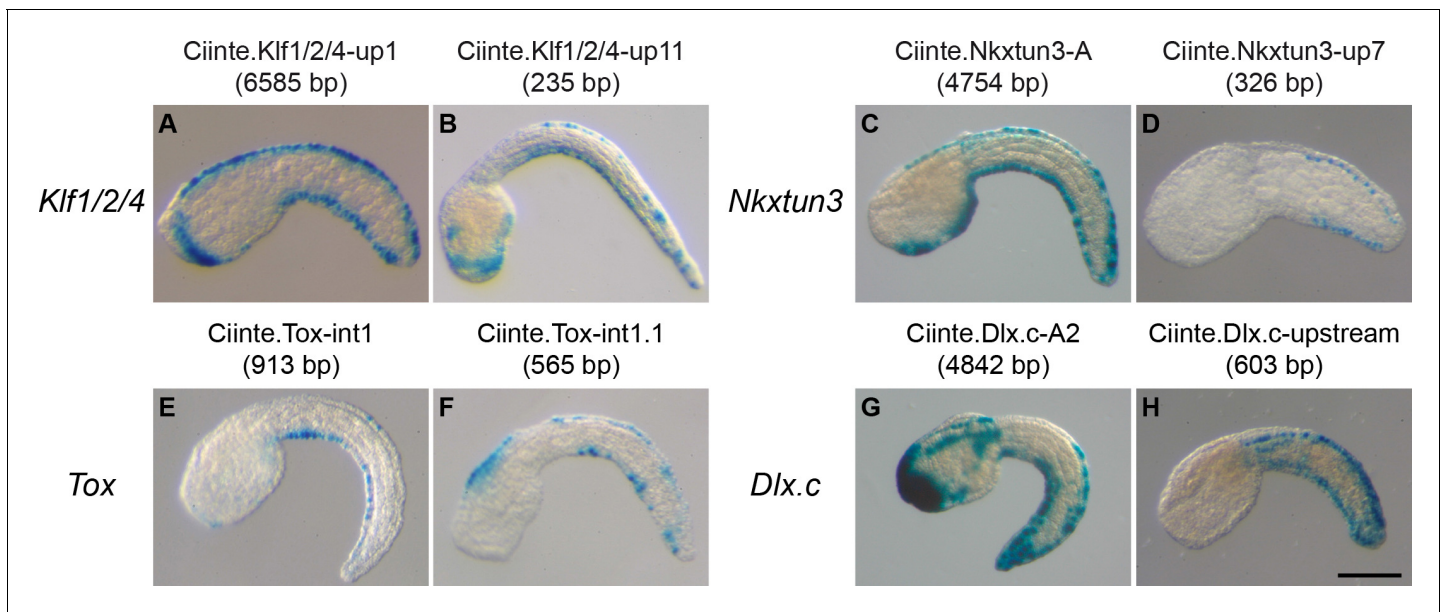 Ciinte.Klf1/2/4-up1
(6585 bp)
Ciinte.Klf1/2/4-up11
(235 bp)
Ciinte.Nkxtun3-A
(4754 bp)
Ciinte.Nkxtun3-up7
(326 bp)
A
B
C
D
Klf1/2/4
Nkxtun3
Ciinte.Tox-int1
(913 bp)
Ciinte.Tox-int1.1
(565 bp)
Ciinte.Dlx.c-A2
(4842 bp)
Ciinte.Dlx.c-upstream
(603 bp)
E
F
G
H
Tox
Dlx.c